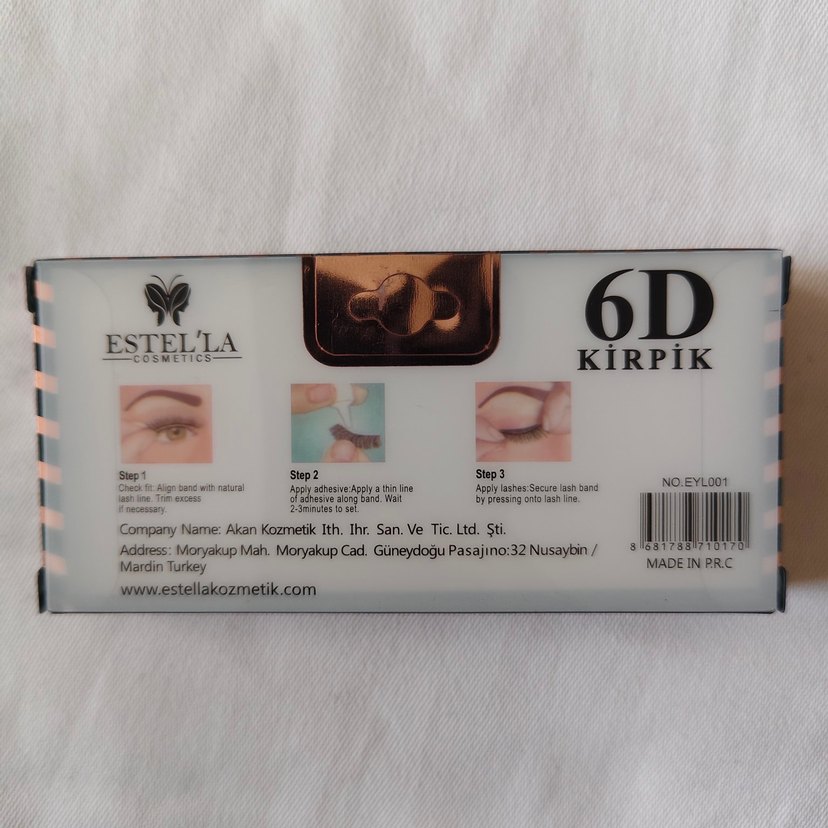 ESTEL'LA
COSMETICS
6D
KİRPİK
Step 1
Check fit: Align band with natural
lash line. Trim excess
if necessary.
Step 2
Apply adhesive:Apply a thin line
of adhesive along band. Wait
2-3minutes to set.
Step 3
Apply lashes:Secure lash band
by pressing onto lash line.
Company Name: Akan Kozmetik Ith. Ihr. San. Ve Tic. Ltd. Şti.
Address: Moryakup Mah. Moryakup Cad. Güneydoğu Pasajıno:32 Nusaybin /
Mardin Turkey
www.estellakozmetik.com
NO.EYL001
8 681788 710170
MADE IN P.R.C